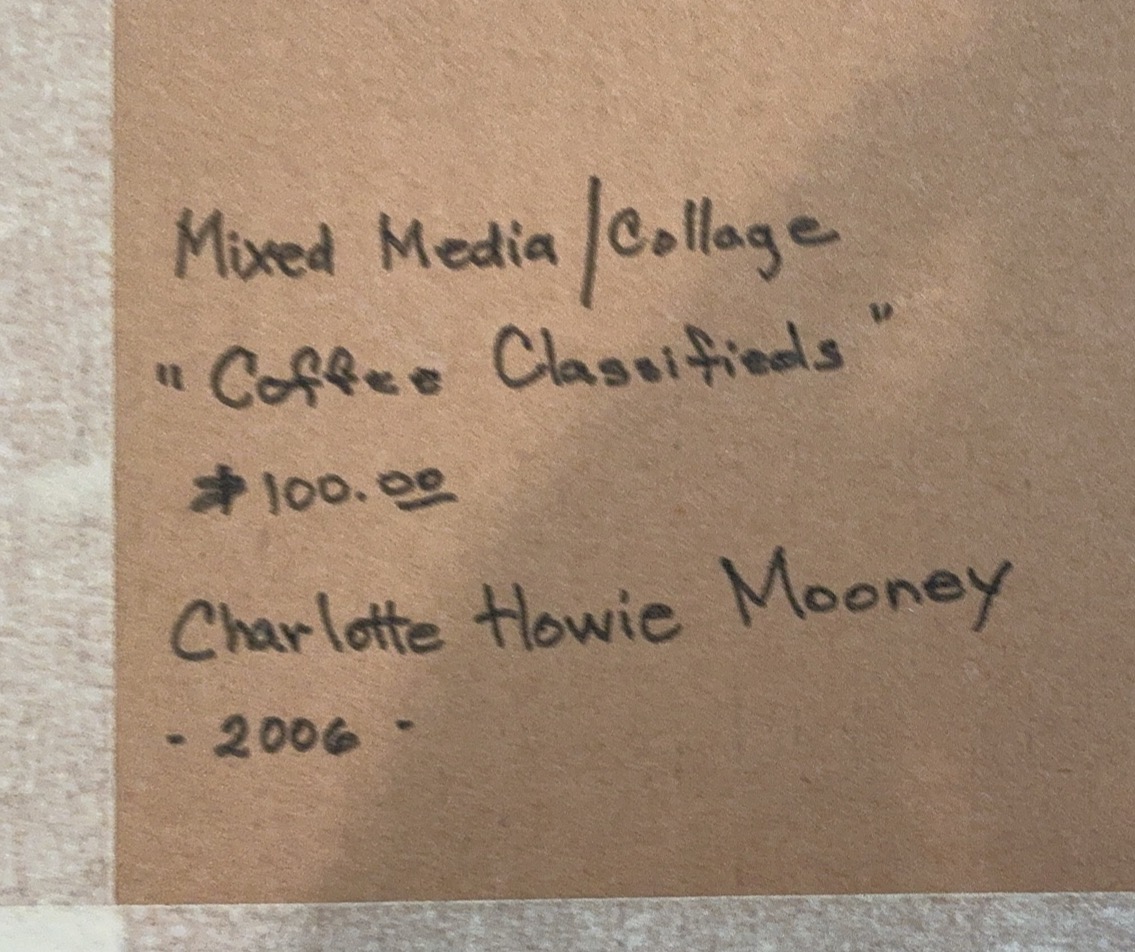 Mixed Media / Collage
"Coffee Classifieds"
$100.00
Charlotte Howie Mooney
- 2006 -